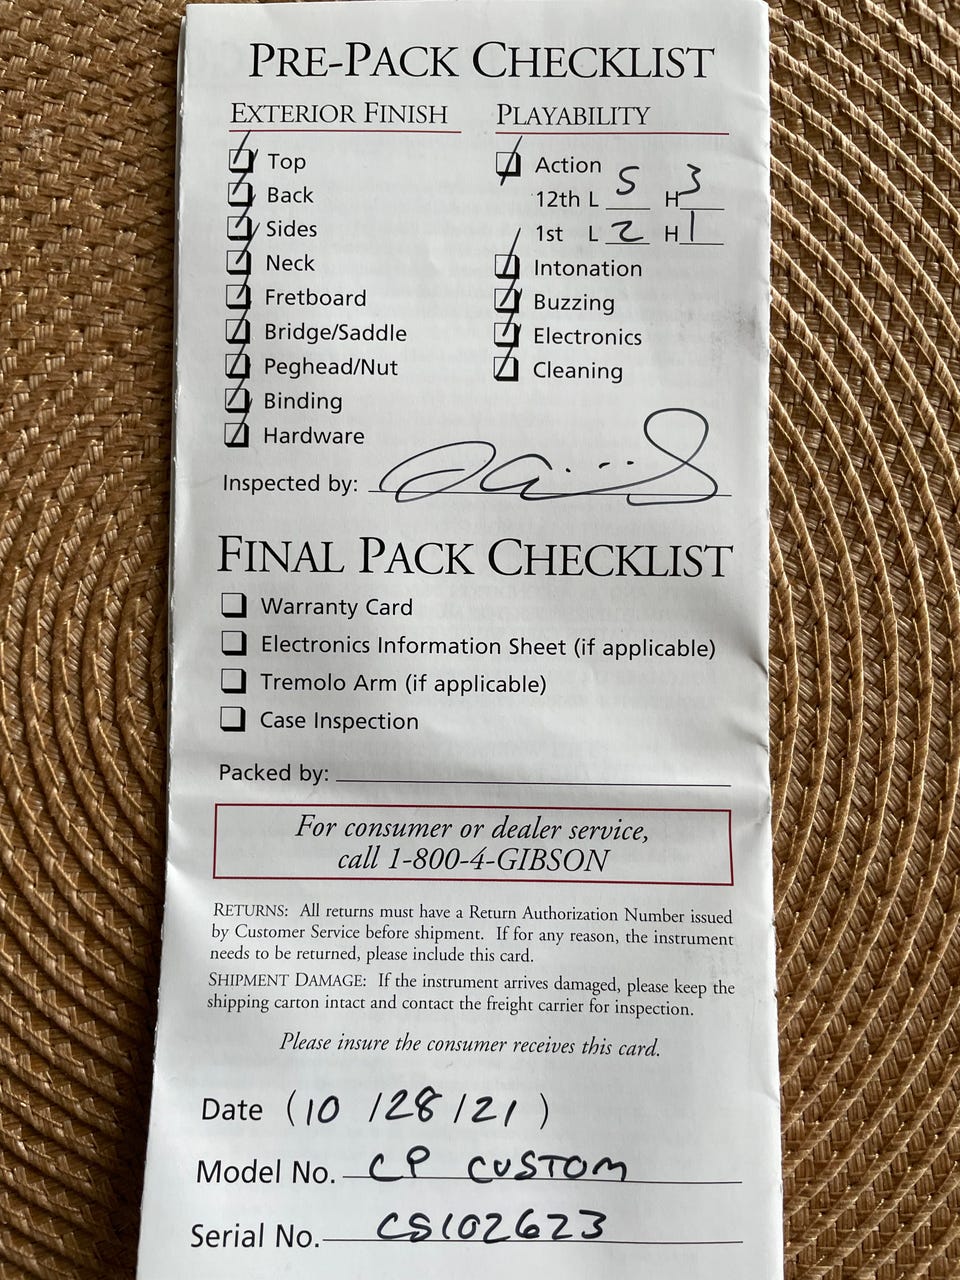 PRE-PACK CHECKLIST
EXTERIOR FINISH
Top
Back
Sides
Neck
Fretboard
Bridge/Saddle
Peghead/Nut
Binding
Hardware
PLAYABILITY
Action
12th L 5 H 3
1st L 2 H 1
Intonation
Buzzing
Electronics
Cleaning
Inspected by:
FINAL PACK CHECKLIST
Warranty Card
Electronics Information Sheet (if applicable)
Tremolo Arm (if applicable)
Case Inspection
Packed by:
For consumer or dealer service,
call 1-800-4-GIBSON
RETURNS: All returns must have a Return Authorization Number issued
by Customer Service before shipment. If for any reason, the instrument
needs to be returned, please include this card.
SHIPMENT DAMAGE: If the instrument arrives damaged, please keep the
shipping carton intact and contact the freight carrier for inspection.
Please insure the consumer receives this card.
Date (10 /28/21)
Model No. CP CUSTOM
Serial No. CS102623